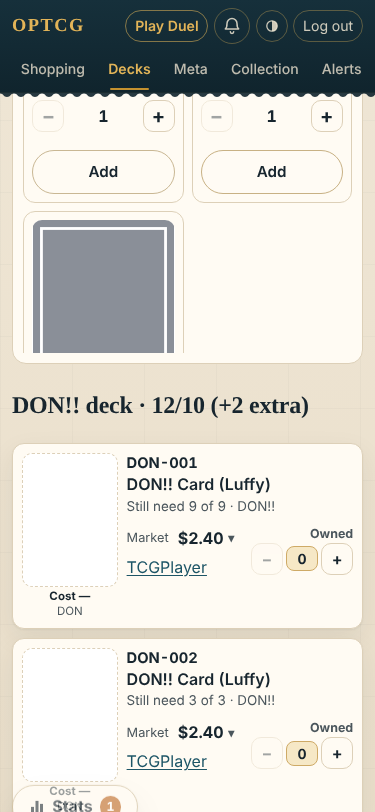 OPTCG
Play Duel
Log out
Shopping
Decks
Meta
Collection
Alerts
− 1 +
− 1 +
Add
Add
DON!! deck · 12/10 (+2 extra)
DON-001
DON!! Card (Luffy)
Still need 9 of 9 · DON!!
Market $2.40 ▾
Owned
TCGPlayer
− 0 +
Cost —
DON
DON-002
DON!! Card (Luffy)
Still need 3 of 3 · DON!!
Market $2.40 ▾
Owned
TCGPlayer
− 0 +
Cost —
Stats 1